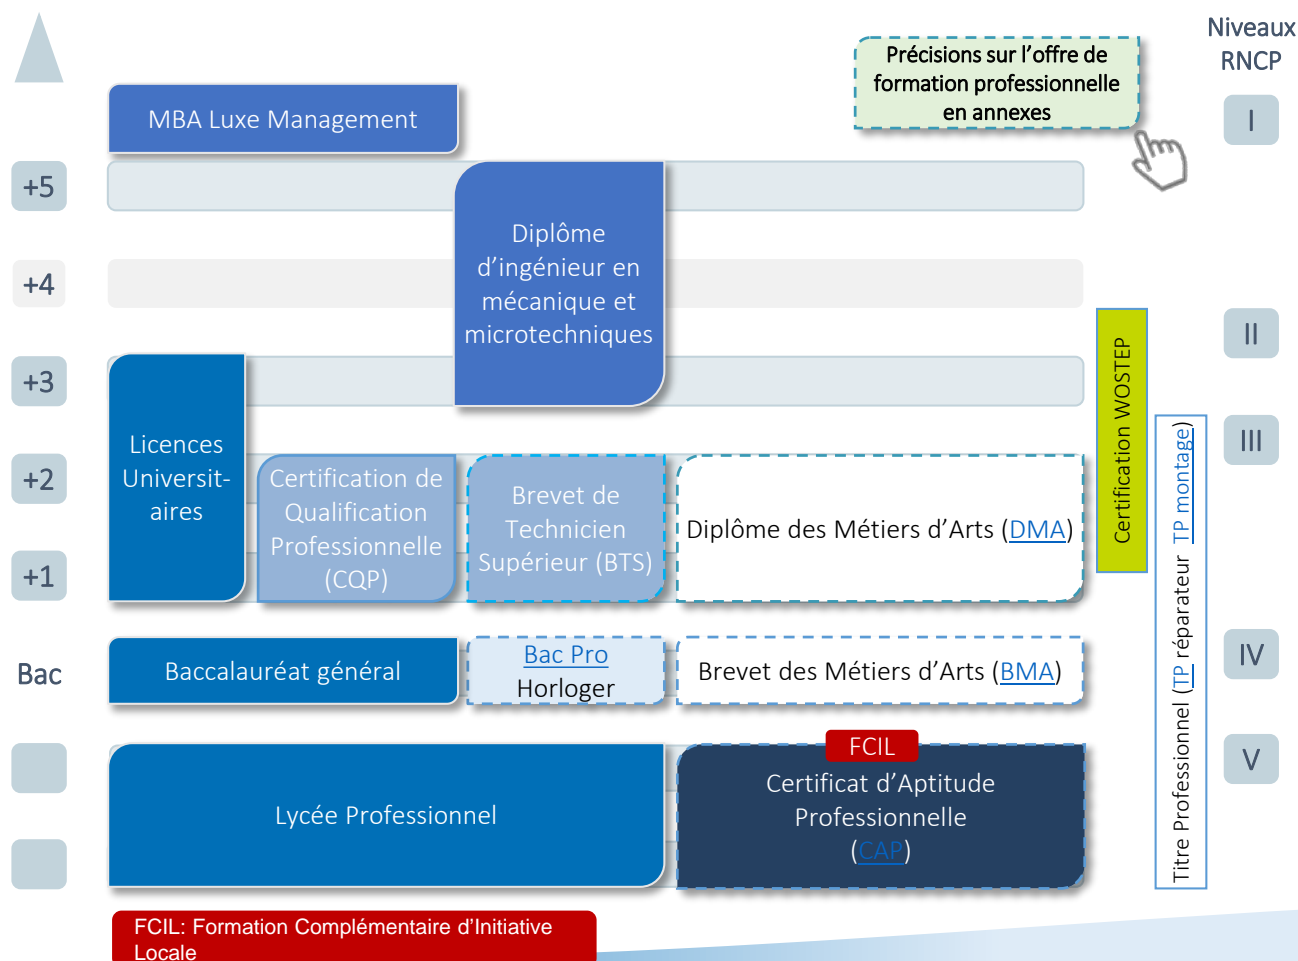 Niveaux
RNCP
Précisions sur l'offre de
formation professionnelle
en annexes
I
MBA Luxe Management
+5
Diplôme
d'ingénieur en
mécanique et
microtechniques
+4
II
+3
Certification WOSTEP
Licences
Universit-
aires
III
+2
Certification de
Qualification
Professionnelle
(CQP)
Brevet de
Technicien
Supérieur (BTS)
Diplôme des Métiers d'Arts (DMA)
+1
Titre Professionnel (TP réparateur TP montage)
Bac
Baccalauréat général
Bac Pro
Horloger
Brevet des Métiers d'Arts (BMA)
IV
FCIL
V
Lycée Professionnel
Certificat d'Aptitude
Professionnelle
(CAP)
FCIL: Formation Complémentaire d'Initiative
Locale